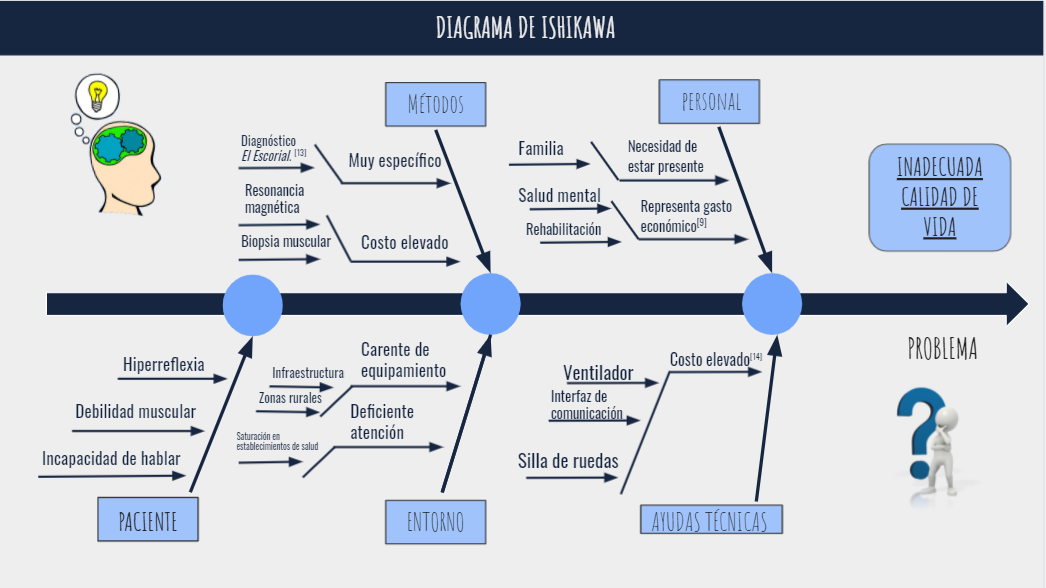 DIAGRAMA DE ISHIKAWA
MÉTODOS
PERSONAL
Diagnóstico
El Escorial. [13]
Muy específico
Resonancia
magnética
Biopsia muscular
Costo elevado
Familia
Necesidad de
estar presente
Salud mental
Representa gasto
económico[9]
Rehabilitación
INADECUADA
CALIDAD DE
VIDA
PROBLEMA
Hiperreflexia
Debilidad muscular
Incapacidad de hablar
PACIENTE
Carente de
equipamiento
Infraestructura
Zonas rurales
Deficiente
atención
Saturación en
establecimientos de salud
ENTORNO
Costo elevado[14]
Ventilador
Interfaz de
comunicación
Silla de ruedas
AYUDAS TÉCNICAS